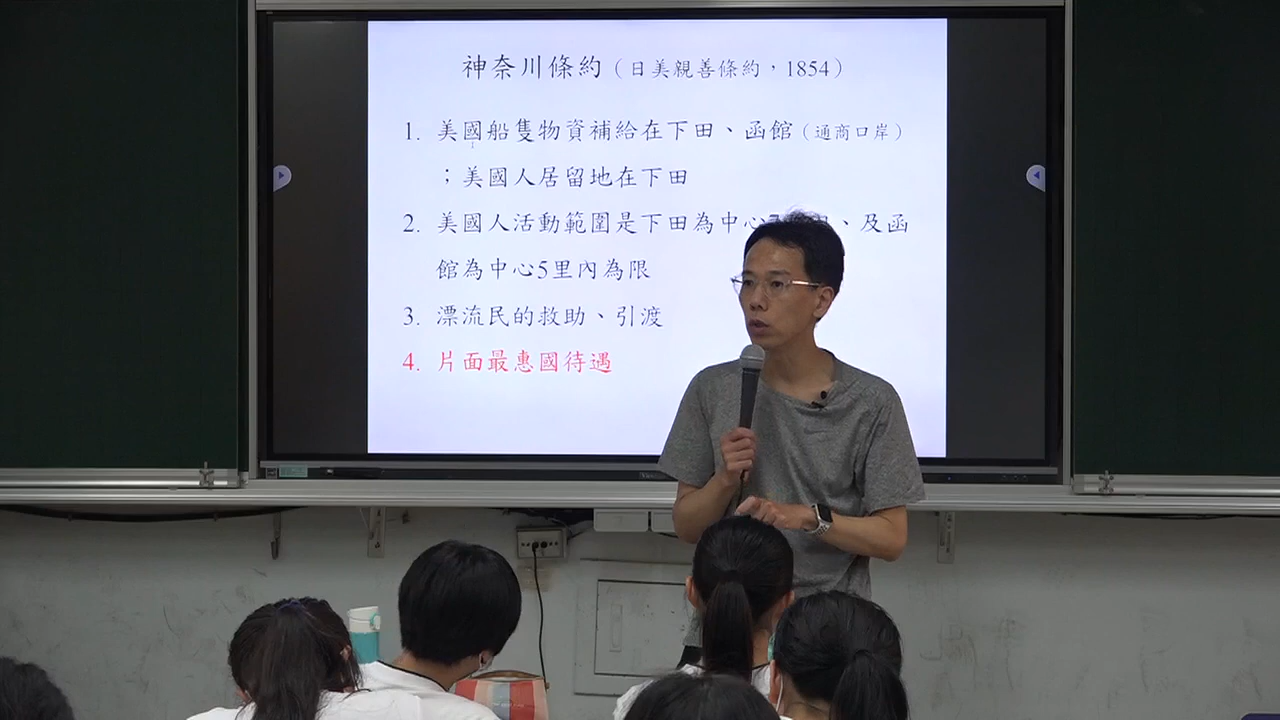 神奈川條約（日美親善條約，1854）
1. 美國船隻物資補給在下田、函館（通商口岸）
；美國人居留地在下田
2. 美國人活動範圍是下田為中心、及函
館為中心5里內為限
3. 漂流民的救助、引渡
4. 片面最惠國待遇